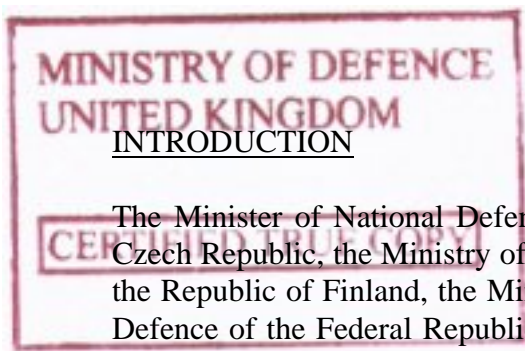 MINISTRY OF DEFENCE
UNITED KINGDOM
INTRODUCTION
The Minister of National Defen
CERTIFIED TRUE COPY
Czech Republic, the Ministry of
the Republic of Finland, the Mi
Defence of the Federal Republi